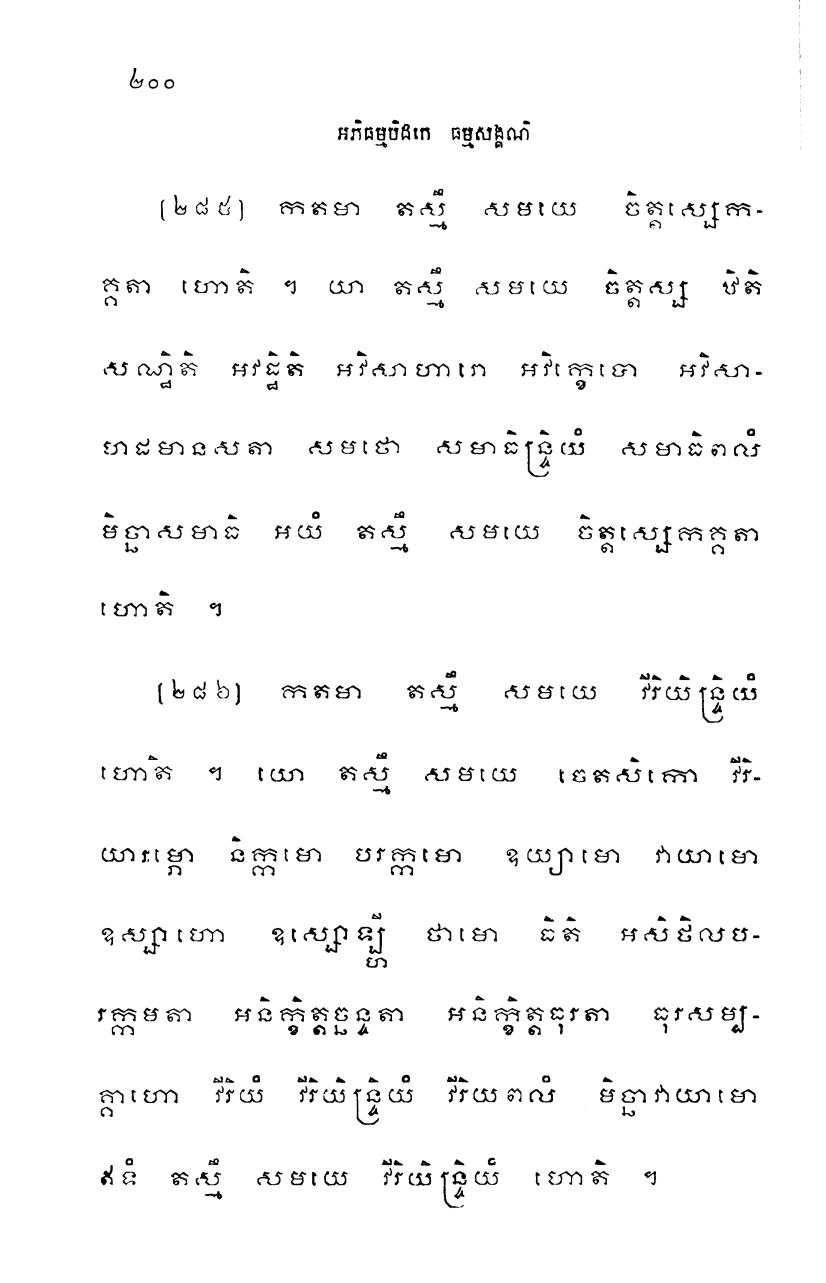 ២០០
អភិធម្មបិដកេ ធម្មសង្គណិ
(២៨៥) កតមា តស្មឹ សមយេ ចិត្តស្សេក-
គ្គតា ហោតិ ។ យា តស្មឹ សមយេ ចិត្តស្ស ឋិតិ
សណ្ឋិតិ អវដ្ឋិតិ អវិសាហារោ អវិក្ខេបោ អវិសា-
ហដមានសតា សមថោ សមាធិន្ទ្រិយំ សមាធិពលំ
មិច្ឆាសមាធិ អយំ តស្មឹ សមយេ ចិត្តស្សេកគ្គតា
ហោតិ ។
(២៨៦) កតមា តស្មឹ សមយេ វីរិយិន្ទ្រិយំ
ហោតិ ។ យោ តស្មឹ សមយេ ចេតសិកោ វីរិ-
យារម្ភោ និក្កមោ បរក្កមោ ឧយ្យាមោ វាយាមោ
ឧស្សាហោ ឧស្សោឡ្ហី ថាមោ ធិតិ អសិថិលប-
រក្កមតា អនិក្ខិត្តច្ឆន្ទតា អនិក្ខិត្តធុរតា ធុរសម្ប-
គ្គាហោ វីរិយំ វីរិយិន្ទ្រិយំ វីរិយពលំ មិច្ឆាវាយាមោ
ឥទំ តស្មឹ សមយេ វីរិយិន្ទ្រិយំ ហោតិ ។